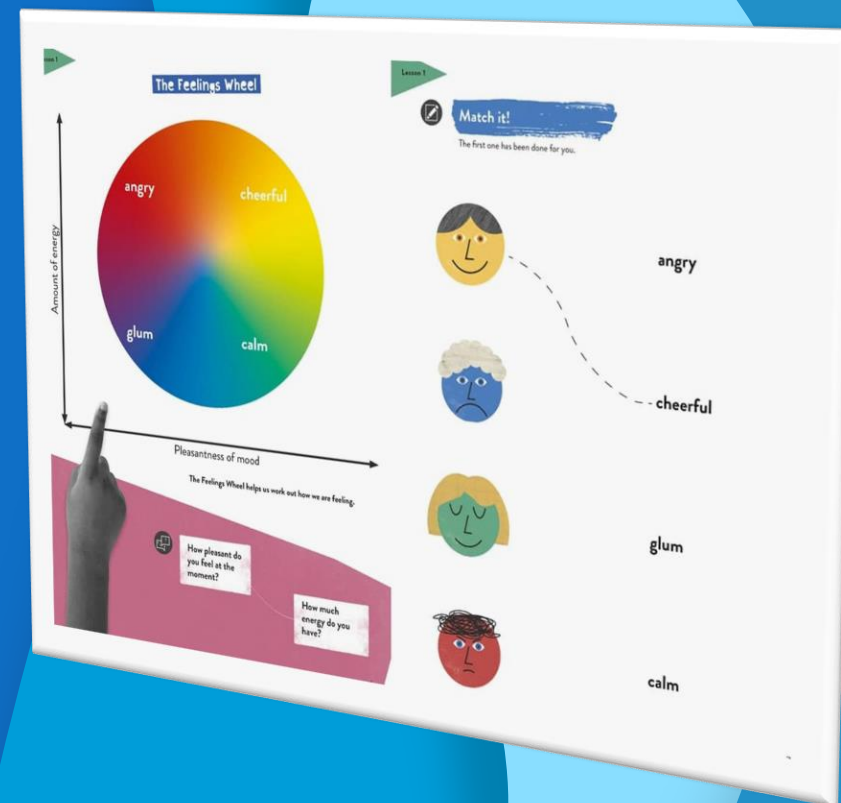 The Feelings Wheel
angry
cheerful
glum
calm
Amount of energy
Pleasantness of mood
The Feelings Wheel helps us work out how we are feeling.
How pleasant do
you feel at the
moment?
How much
energy do you
have?
Lesson 1
Match it!
The first one has been done for you.
angry
cheerful
glum
calm